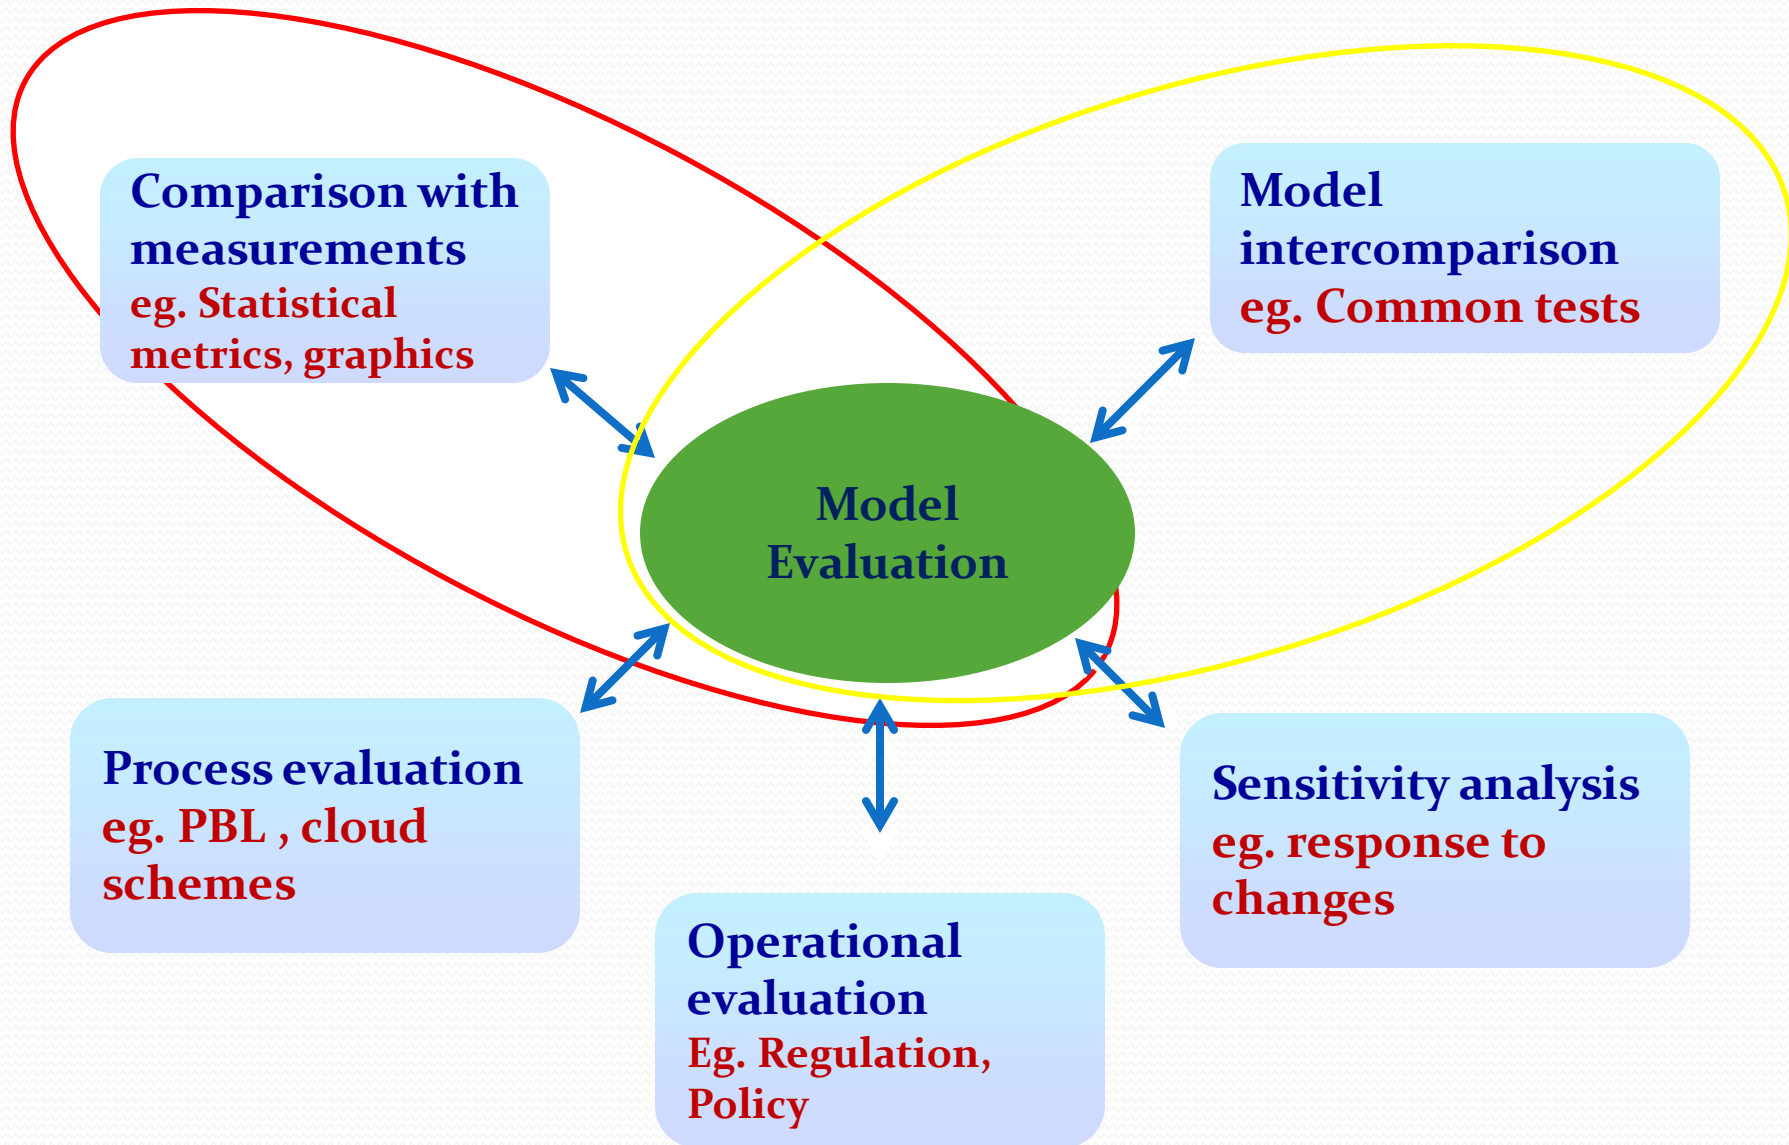 Comparison with
measurements
eg. Statistical
metrics, graphics
Model
intercomparison
eg. Common tests
Model
Evaluation
Process evaluation
eg. PBL , cloud
schemes
Sensitivity analysis
eg. response to
changes
Operational
evaluation
Eg. Regulation,
Policy